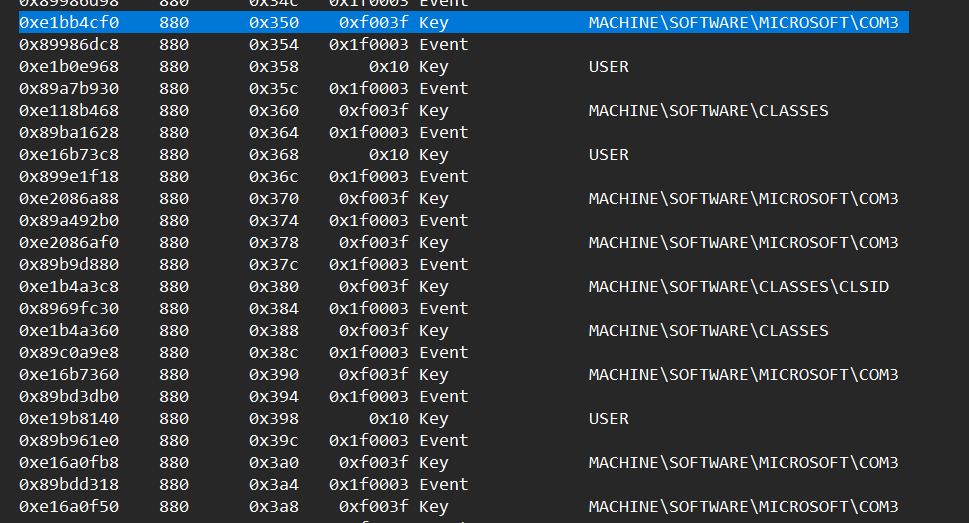 0x89986d98 880 0x34c 0x1f0003 Event
0xe1bb4cf0 880 0x350 0xf003f Key MACHINE\SOFTWARE\MICROSOFT\COM3
0x89986dc8 880 0x354 0x1f0003 Event
0xe1b0e968 880 0x358 0x10 Key USER
0x89a7b930 880 0x35c 0x1f0003 Event
0xe118b468 880 0x360 0xf003f Key MACHINE\SOFTWARE\CLASSES
0x89ba1628 880 0x364 0x1f0003 Event
0xe16b73c8 880 0x368 0x10 Key USER
0x899e1f18 880 0x36c 0x1f0003 Event
0xe2086a88 880 0x370 0xf003f Key MACHINE\SOFTWARE\MICROSOFT\COM3
0x89a492b0 880 0x374 0x1f0003 Event
0xe2086af0 880 0x378 0xf003f Key MACHINE\SOFTWARE\MICROSOFT\COM3
0x89b9d880 880 0x37c 0x1f0003 Event
0xe1b4a3c8 880 0x380 0xf003f Key MACHINE\SOFTWARE\CLASSES\CLSID
0x8969fc30 880 0x384 0x1f0003 Event
0xe1b4a360 880 0x388 0xf003f Key MACHINE\SOFTWARE\CLASSES
0x89c0a9e8 880 0x38c 0x1f0003 Event
0xe16b7360 880 0x390 0xf003f Key MACHINE\SOFTWARE\MICROSOFT\COM3
0x89bd3db0 880 0x394 0x1f0003 Event
0xe19b8140 880 0x398 0x10 Key USER
0x89b961e0 880 0x39c 0x1f0003 Event
0xe16a0fb8 880 0x3a0 0xf003f Key MACHINE\SOFTWARE\MICROSOFT\COM3
0x89bdd318 880 0x3a4 0x1f0003 Event
0xe16a0f50 880 0x3a8 0xf003f Key MACHINE\SOFTWARE\MICROSOFT\COM3